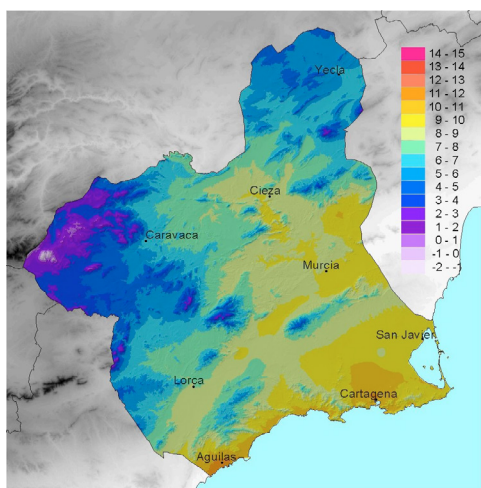 Yecla
14 - 15
13 - 14
12 - 13
11 - 12
10 - 11
9 - 10
8 - 9
7 - 8
6 - 7
5 - 6
4 - 5
3 - 4
2 - 3
1 - 2
0 - 1
-1 - 0
-2 - -1
Cieza
Caravaca
Murcia
San Javier
Lorca
Cartagena
Aguilas